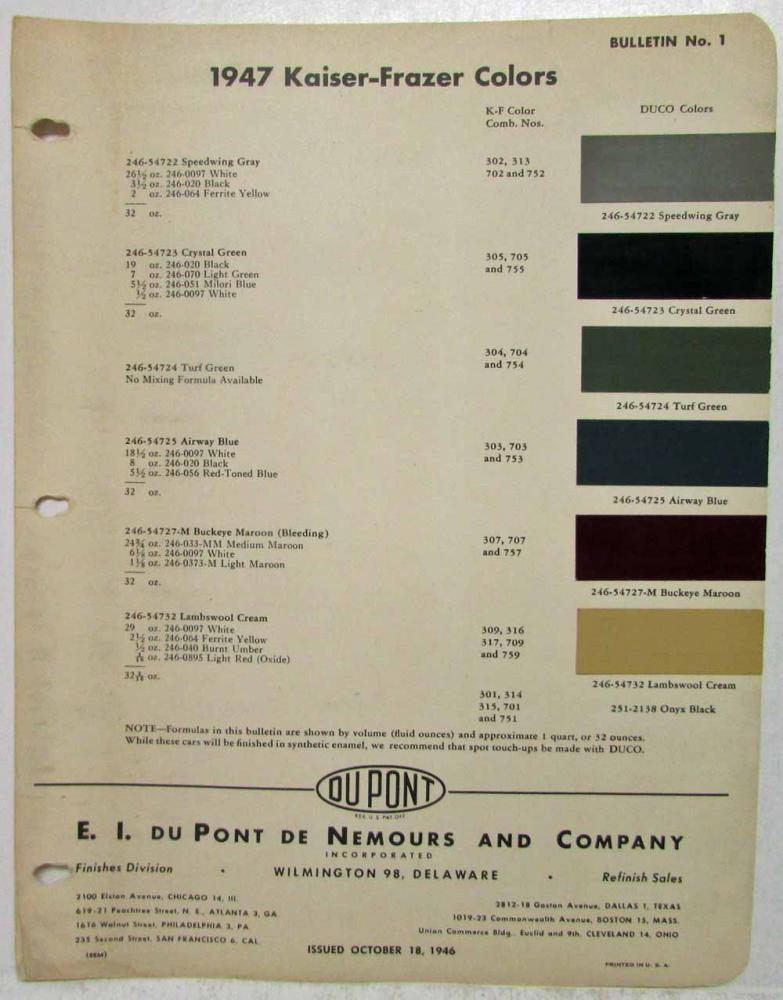 BULLETIN No. 1
1947 Kaiser-Frazer Colors
K-F Color
Comb. Nos.
DUCO Colors
246-54722 Speedwing Gray
26½ oz. 246-0097 White
3½ oz. 246-020 Black
2 oz. 246-064 Ferrite Yellow
32 oz.
302, 313
702 and 752
246-54722 Speedwing Gray
246-54723 Crystal Green
19 oz. 246-020 Black
7 oz. 246-070 Light Green
5½ oz. 246-051 Milori Blue
½ oz. 246-0097 White
32 oz.
305, 705
and 755
246-54723 Crystal Green
246-54724 Turf Green
No Mixing Formula Available
304, 704
and 754
246-54724 Turf Green
246-54725 Airway Blue
18½ oz. 246-0097 White
8 oz. 246-020 Black
5½ oz. 246-056 Red-Toned Blue
32 oz.
303, 703
and 753
246-54725 Airway Blue
246-54727-M Buckeye Maroon (Bleeding)
oz. 246-033-MM Medium Maroon
oz. 246-0097 White
oz. 246-0373-M Light Maroon
32 oz.
307, 707
and 757
246-54727-M Buckeye Maroon
246-54732 Lambswool Cream
29 oz. 246-0097 White
2½ oz. 246-064 Ferrite Yellow
½ oz. 246-040 Burnt Umber
oz. 246-0895 Light Red (Oxide)
oz.
309, 316
317, 709
and 759
246-54732 Lambswool Cream
301, 314
315, 701
and 751
251-2138 Onyx Black
NOTE—Formulas in this bulletin are shown by volume (fluid ounces) and approximate 1 quart, or 32 ounces.
While these cars will be finished in synthetic enamel, we recommend that spot touch-ups be made with DUCO.
DU PONT
REG. U.S. PAT. OFF.
E. I. DU PONT DE NEMOURS AND COMPANY
INCORPORATED
Finishes Division • WILMINGTON 98, DELAWARE • Refinish Sales
2100 Elston Avenue, CHICAGO 14, Ill.
619-21 Peachtree Street, N. E., ATLANTA 3, GA.
1616 Walnut Street, PHILADELPHIA 3, PA.
235 Second Street, SAN FRANCISCO 6, CAL.
2812-18 Gaston Avenue, DALLAS 1, TEXAS
1019-23 Commonwealth Avenue, BOSTON 15, MASS.
Union Commerce Bldg., Euclid and 9th, CLEVELAND 14, OHIO
ISSUED OCTOBER 18, 1946
PRINTED IN U. S. A.